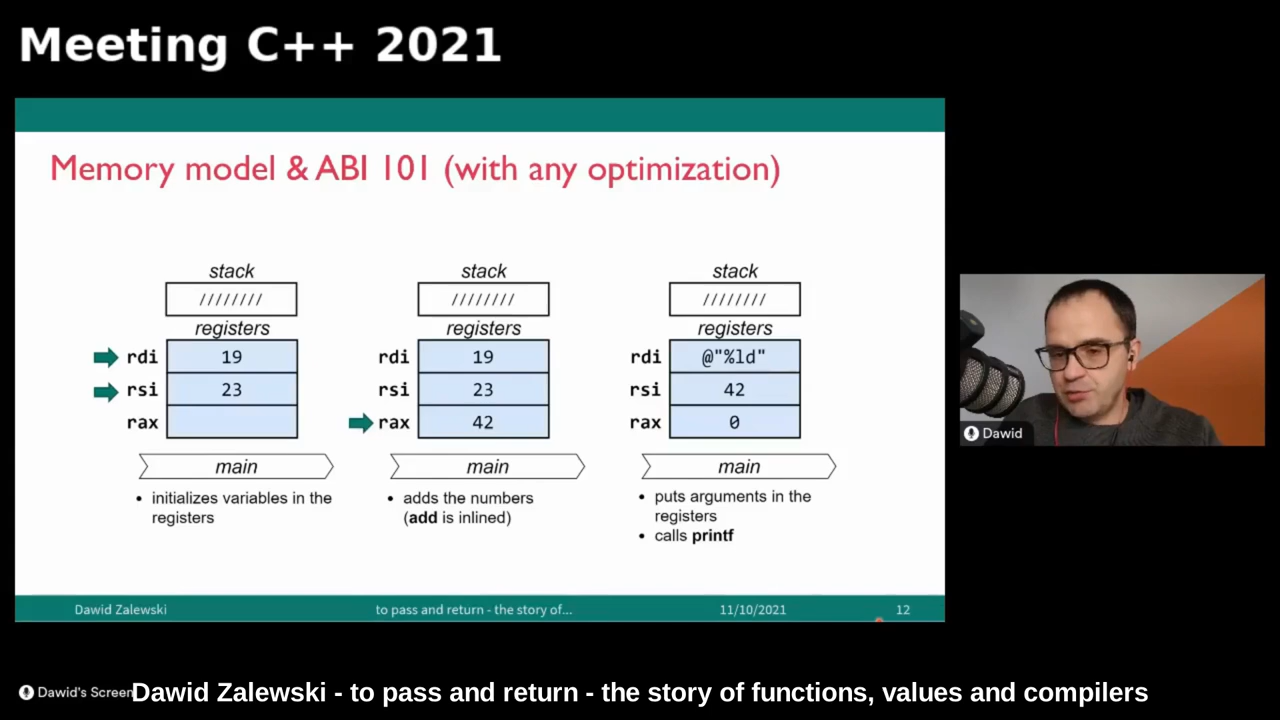 Meeting C++ 2021
Memory model & ABI 101 (with any optimization)
stack
////////
registers
rdi 19
rsi 23
rax
main
• initializes variables in the
registers
stack
////////
registers
rdi 19
rsi 23
rax 42
main
• adds the numbers
(add is inlined)
stack
////////
registers
rdi @"%ld"
rsi 42
rax 0
main
• puts arguments in the
registers
• calls printf
Dawid
Dawid Zalewski to pass and return - the story of... 11/10/2021 12
Dawid's Screen
Dawid Zalewski - to pass and return - the story of functions, values and compilers